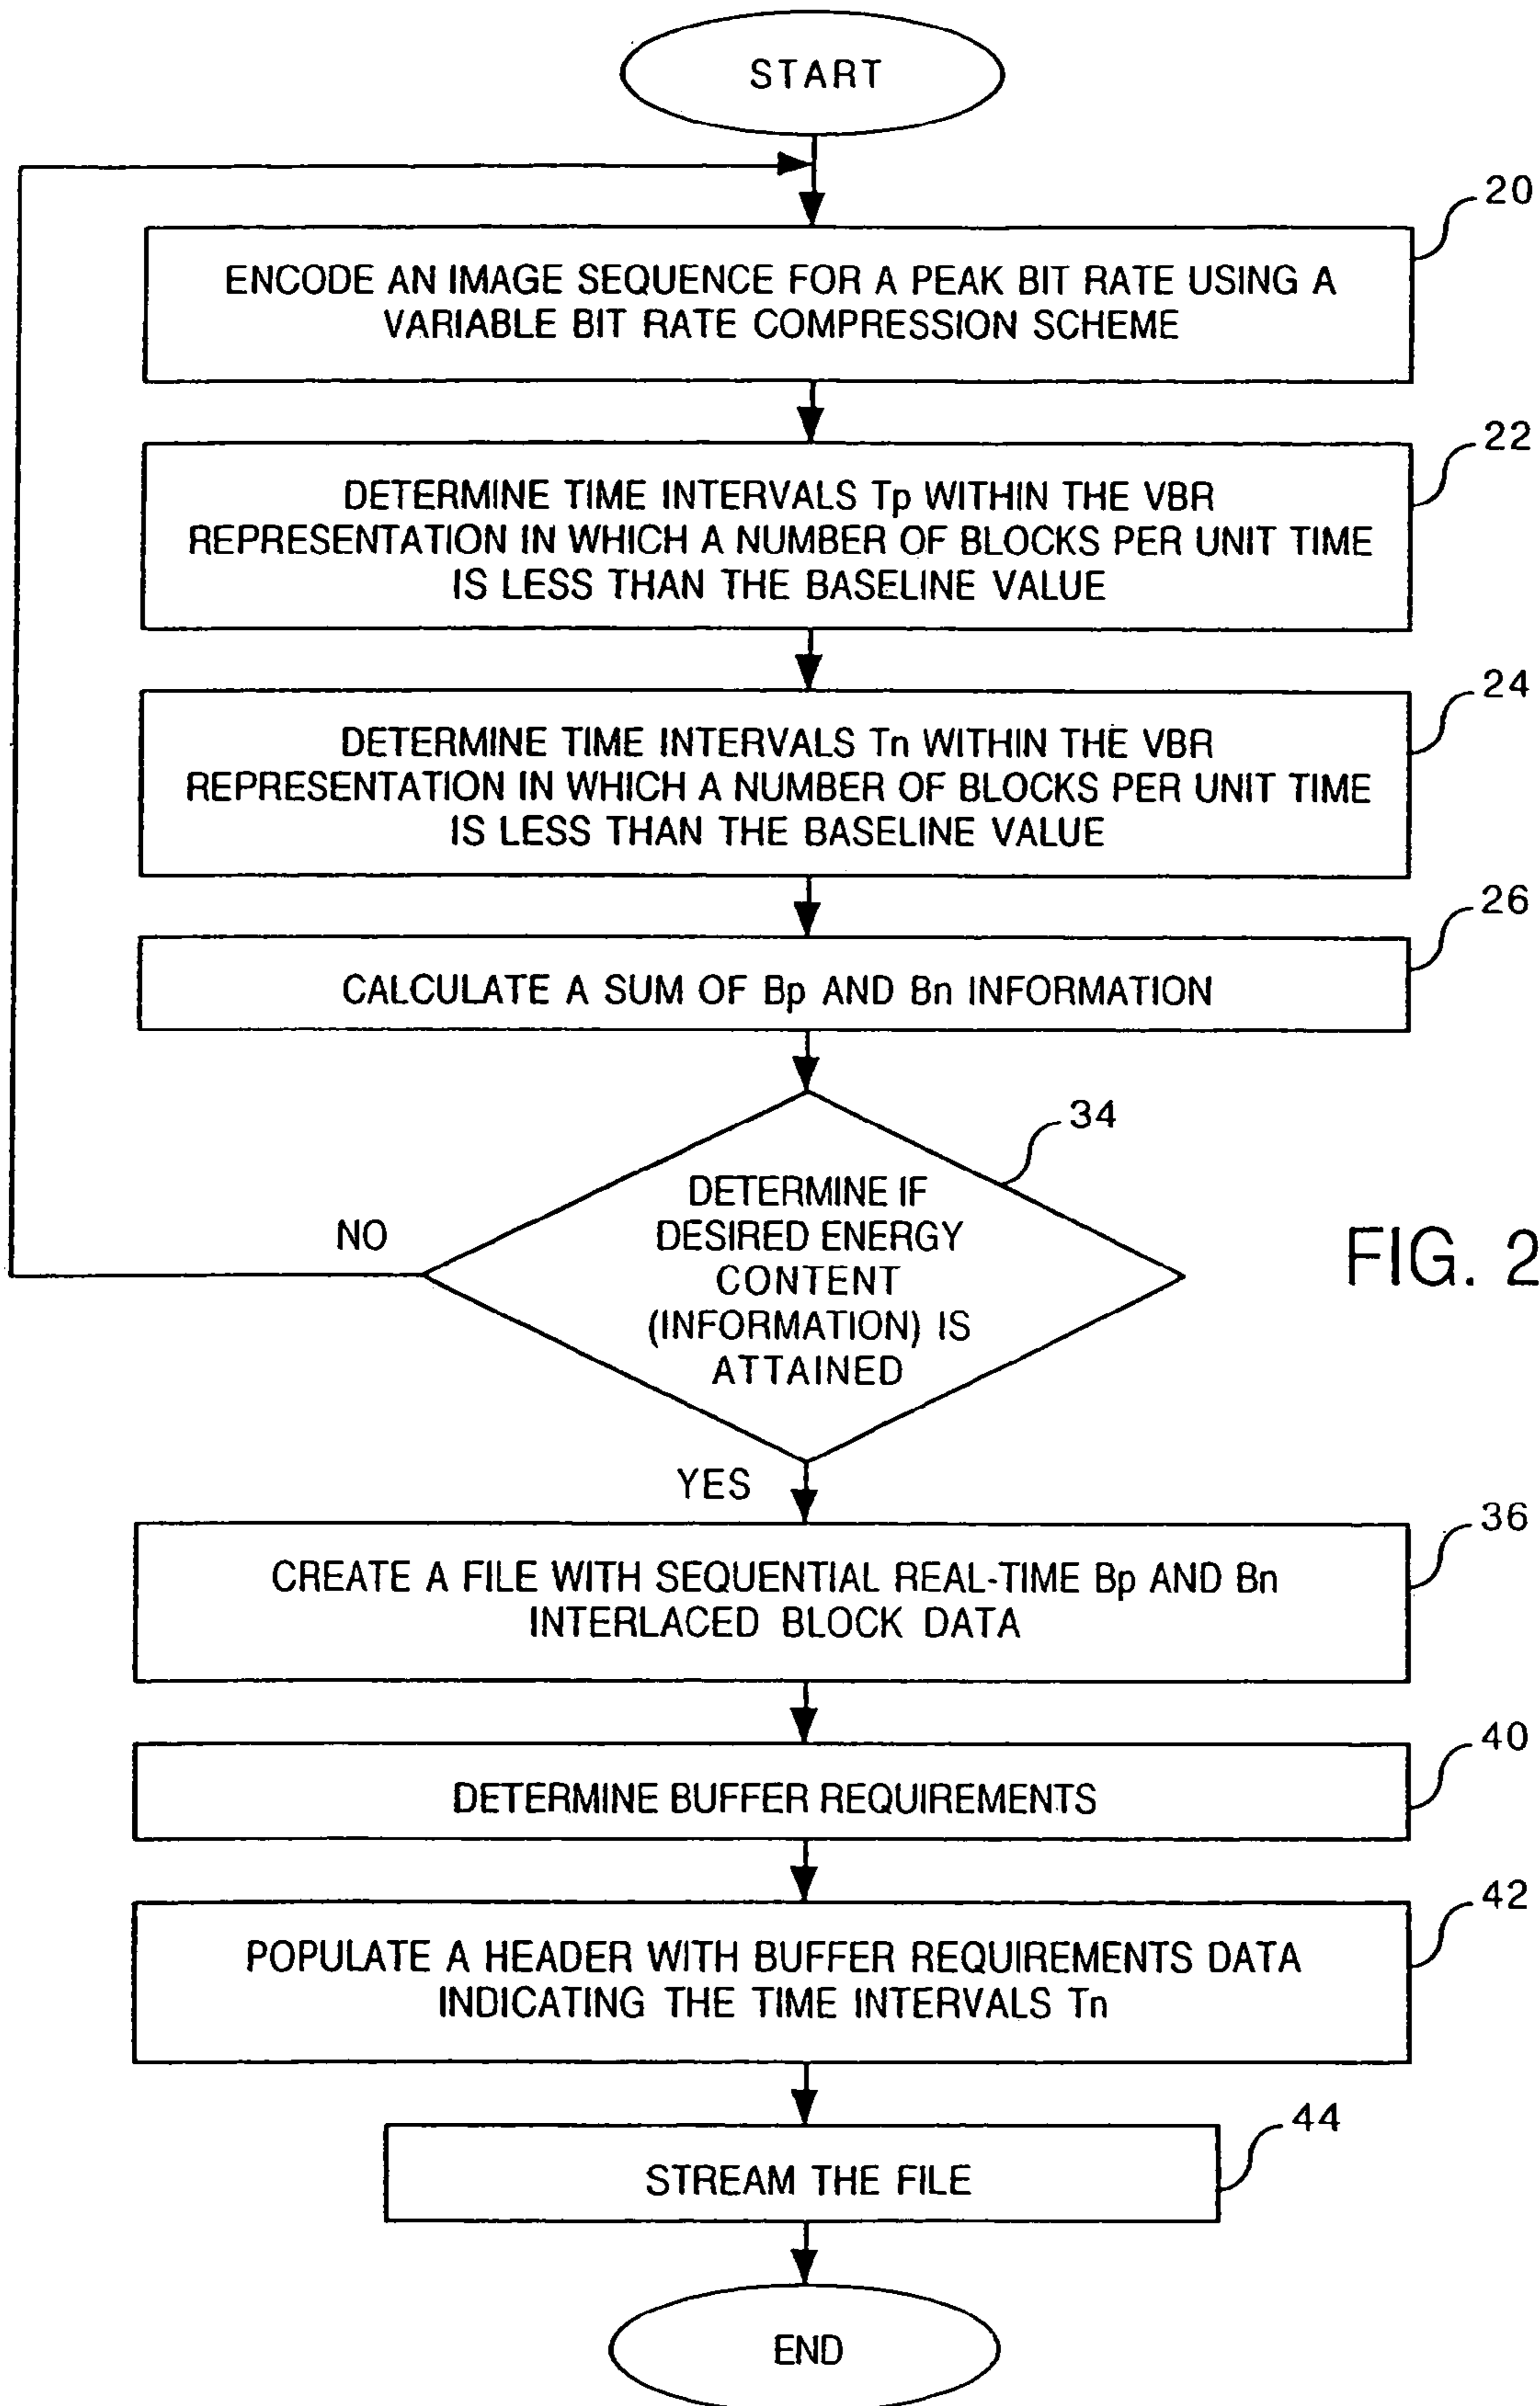 START
20
ENCODE AN IMAGE SEQUENCE FOR A PEAK BIT RATE USING A
VARIABLE BIT RATE COMPRESSION SCHEME
22
DETERMINE TIME INTERVALS Tp WITHIN THE VBR
REPRESENTATION IN WHICH A NUMBER OF BLOCKS PER UNIT TIME
IS LESS THAN THE BASELINE VALUE
24
DETERMINE TIME INTERVALS Tn WITHIN THE VBR
REPRESENTATION IN WHICH A NUMBER OF BLOCKS PER UNIT TIME
IS LESS THAN THE BASELINE VALUE
26
CALCULATE A SUM OF Bp AND Bn INFORMATION
34
DETERMINE IF
DESIRED ENERGY
CONTENT
(INFORMATION) IS
ATTAINED
NO
FIG. 2
YES
36
CREATE A FILE WITH SEQUENTIAL REAL-TIME Bp AND Bn
INTERLACED BLOCK DATA
40
DETERMINE BUFFER REQUIREMENTS
42
POPULATE A HEADER WITH BUFFER REQUIREMENTS DATA
INDICATING THE TIME INTERVALS Tn
44
STREAM THE FILE
END